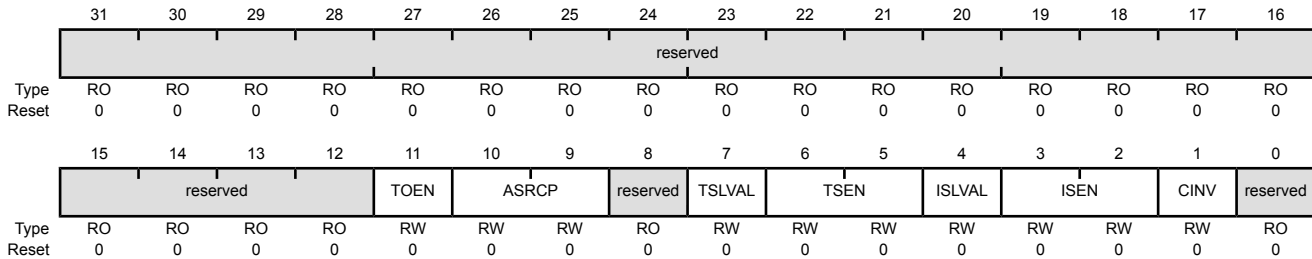 31 30 29 28 27 26 25 24 23 22 21 20 19 18 17 16
reserved
Type RO RO RO RO RO RO RO RO RO RO RO RO RO RO RO RO
Reset 0 0 0 0 0 0 0 0 0 0 0 0 0 0 0 0
15 14 13 12 11 10 9 8 7 6 5 4 3 2 1 0
reserved TOEN ASRCP reserved TSLVAL TSEN ISLVAL ISEN CINV reserved
Type RO RO RO RO RW RW RW RO RW RW RW RW RW RW RW RO
Reset 0 0 0 0 0 0 0 0 0 0 0 0 0 0 0 0